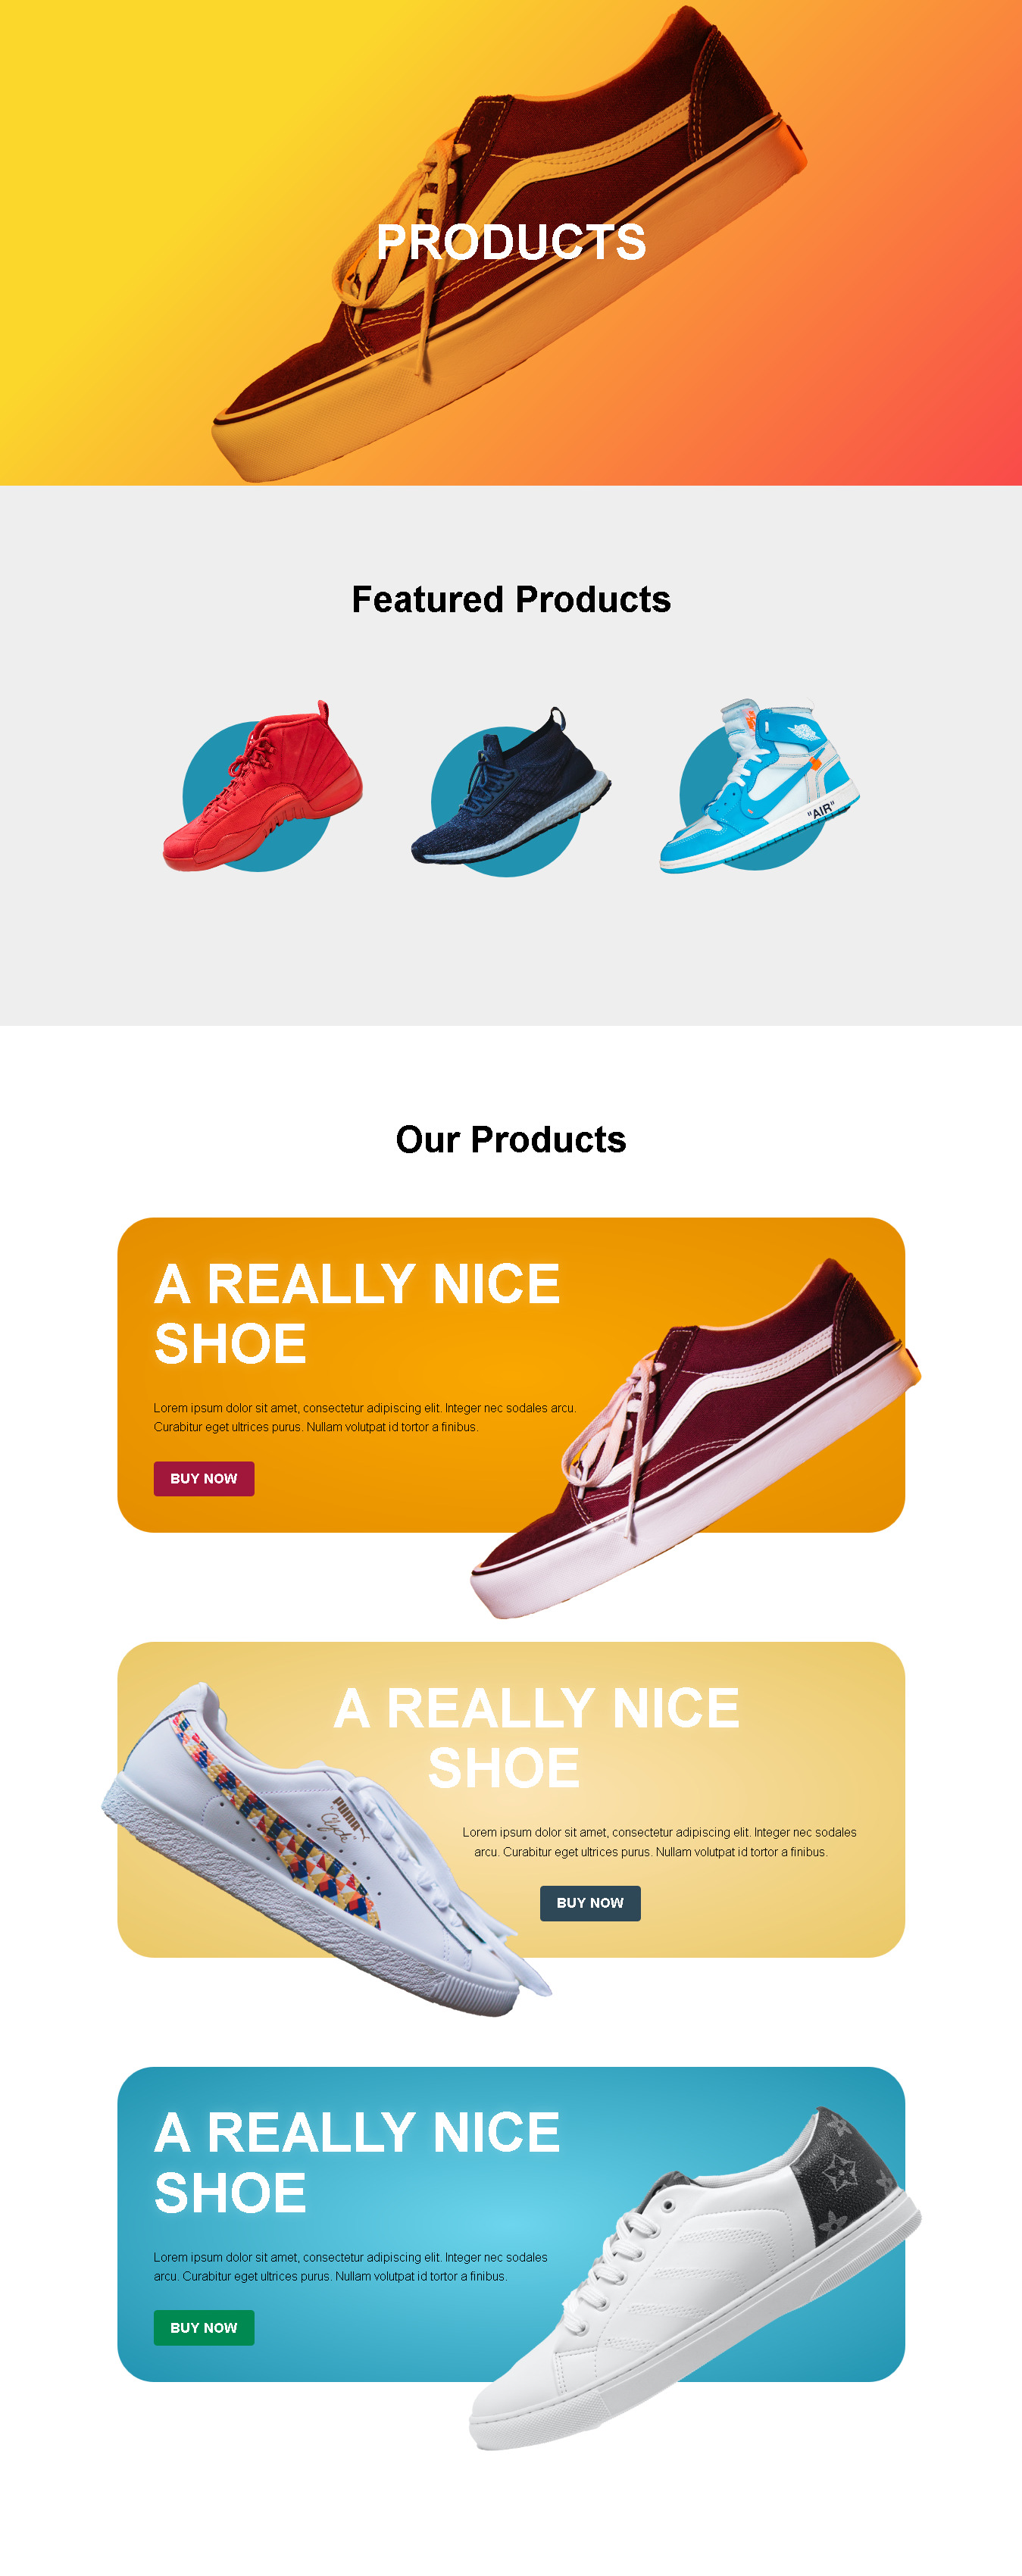 PRODUCTS
Featured Products
"AIR"
Our Products
A REALLY NICE
SHOE
Lorem ipsum dolor sit amet, consectetur adipiscing elit. Integer nec sodales arcu.
Curabitur eget ultrices purus. Nullam volutpat id tortor a finibus.
BUY NOW
A REALLY NICE
SHOE
PUMA
Clyde
Lorem ipsum dolor sit amet, consectetur adipiscing elit. Integer nec sodales
arcu. Curabitur eget ultrices purus. Nullam volutpat id tortor a finibus.
BUY NOW
A REALLY NICE
SHOE
Lorem ipsum dolor sit amet, consectetur adipiscing elit. Integer nec sodales
arcu. Curabitur eget ultrices purus. Nullam volutpat id tortor a finibus.
BUY NOW